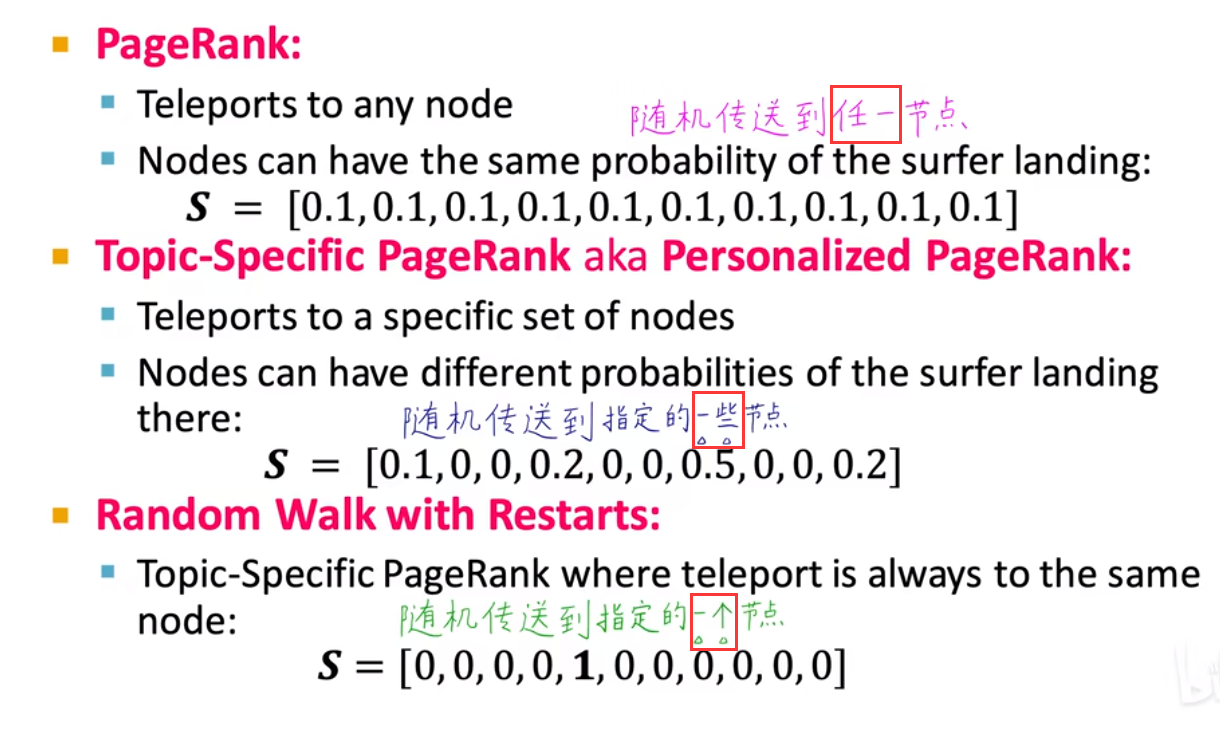 PageRank:
Teleports to any node
随机传送到任一节点
Nodes can have the same probability of the surfer landing:
S = [0.1, 0.1, 0.1, 0.1, 0.1, 0.1, 0.1, 0.1, 0.1, 0.1]
Topic-Specific PageRank aka Personalized PageRank:
Teleports to a specific set of nodes
Nodes can have different probabilities of the surfer landing
there:
随机传送到指定的一些节点
S = [0.1, 0, 0, 0.2, 0, 0, 0.5, 0, 0, 0.2]
Random Walk with Restarts:
Topic-Specific PageRank where teleport is always to the same
node:
随机传送到指定的一个节点
S = [0, 0, 0, 0, 1, 0, 0, 0, 0, 0, 0]